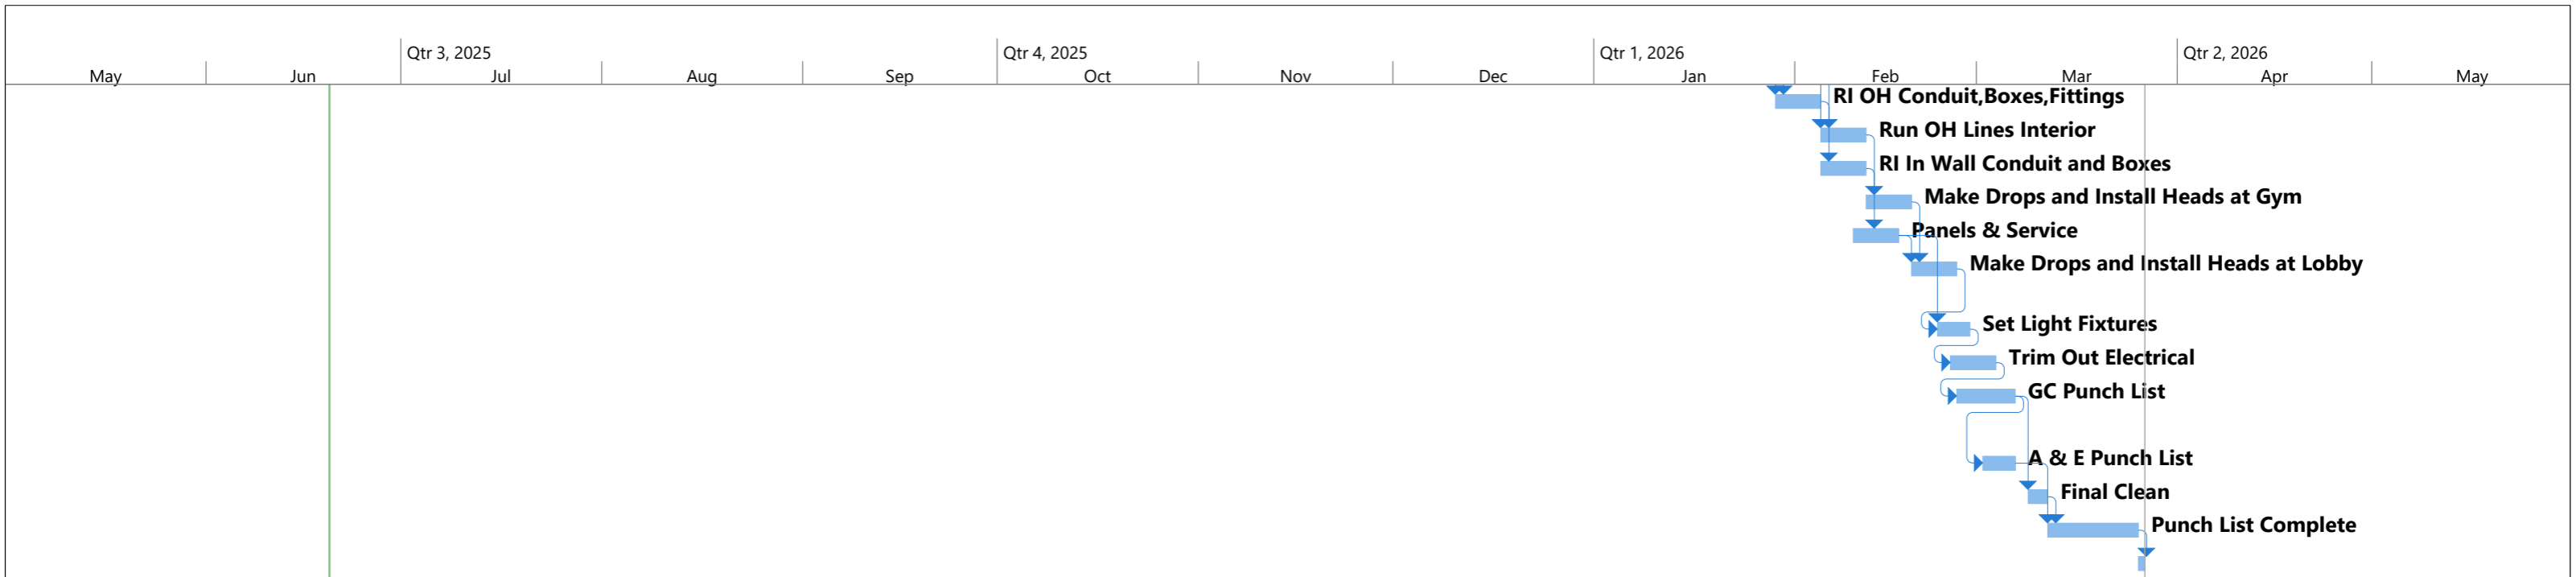 Qtr 3, 2025 Qtr 4, 2025 Qtr 1, 2026 Qtr 2, 2026
May Jun Jul Aug Sep Oct Nov Dec Jan Feb Mar Apr May
RI OH Conduit,Boxes,Fittings
Run OH Lines Interior
RI In Wall Conduit and Boxes
Make Drops and Install Heads at Gym
Panels & Service
Make Drops and Install Heads at Lobby
Set Light Fixtures
Trim Out Electrical
GC Punch List
A & E Punch List
Final Clean
Punch List Complete